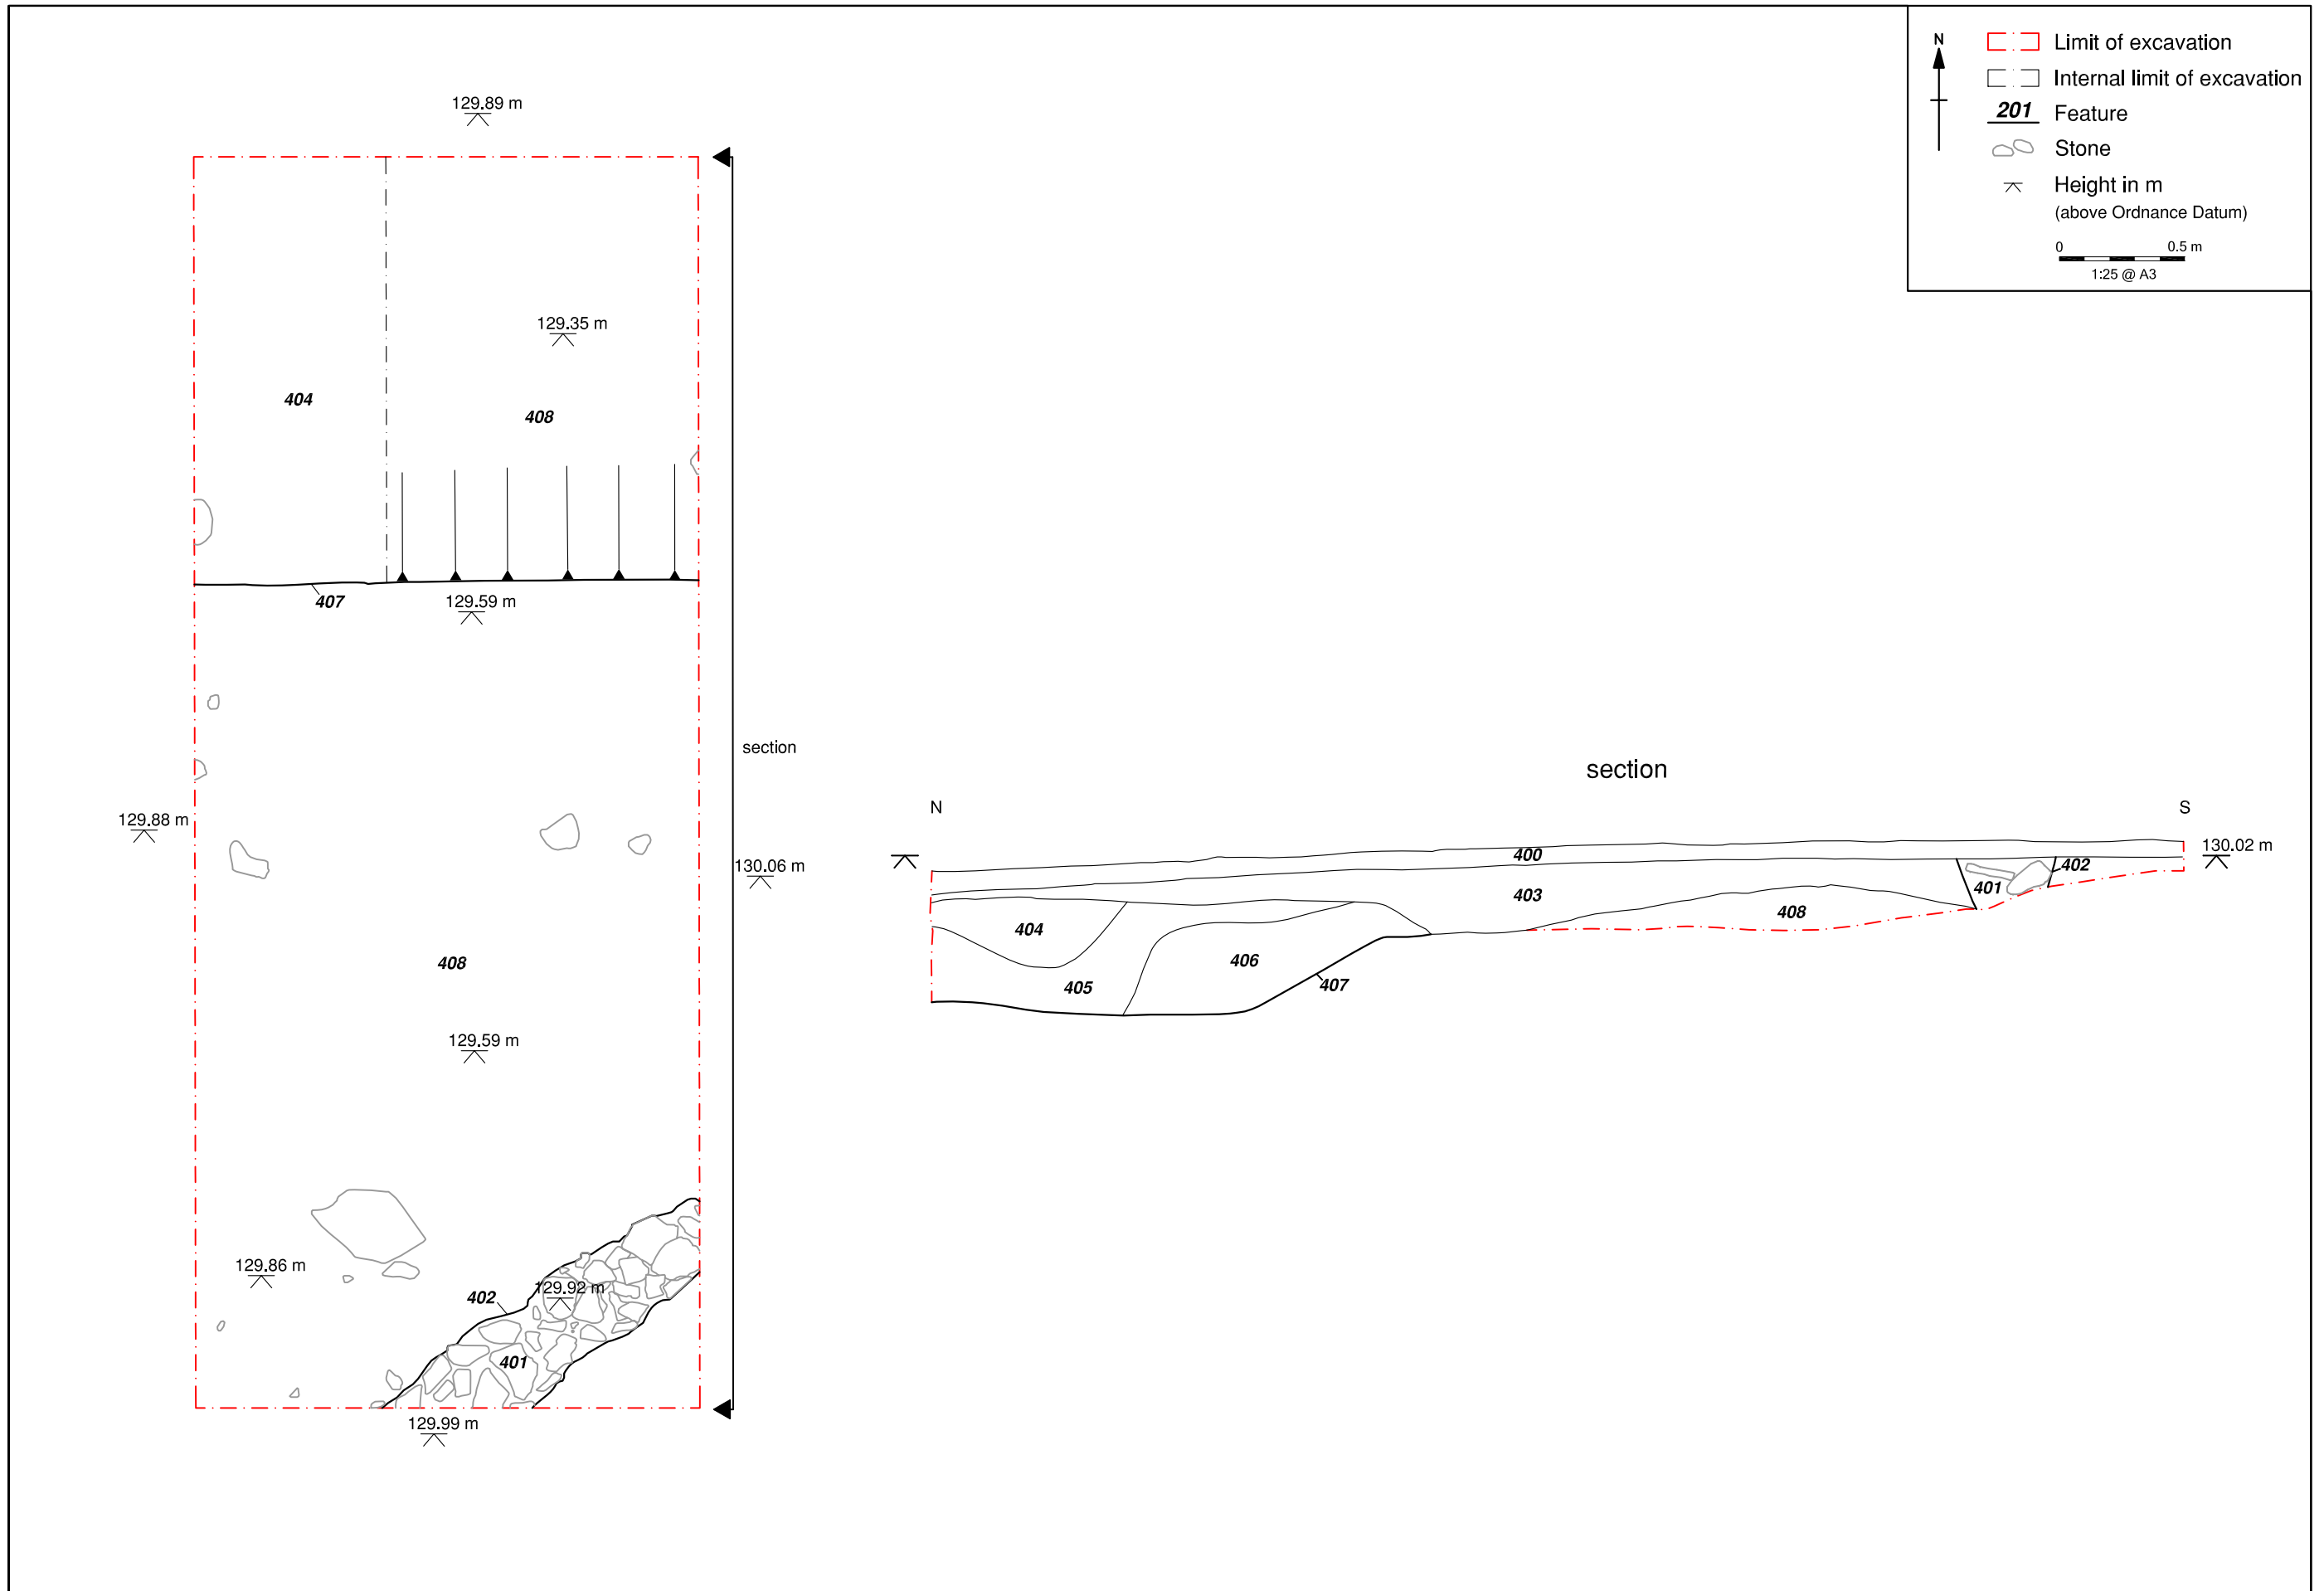 N
Limit of excavation
Internal limit of excavation
201 Feature
Stone
Height in m
(above Ordnance Datum)
0 0.5 m
1:25 @ A3
129.89 m
129.35 m
404
408
407
129.59 m
section
129.88 m
130.06 m
408
129.59 m
129.86 m
402
129.92 m
401
129.99 m
section
N
S
130.02 m
400
402
401
403
408
404
406
405
407